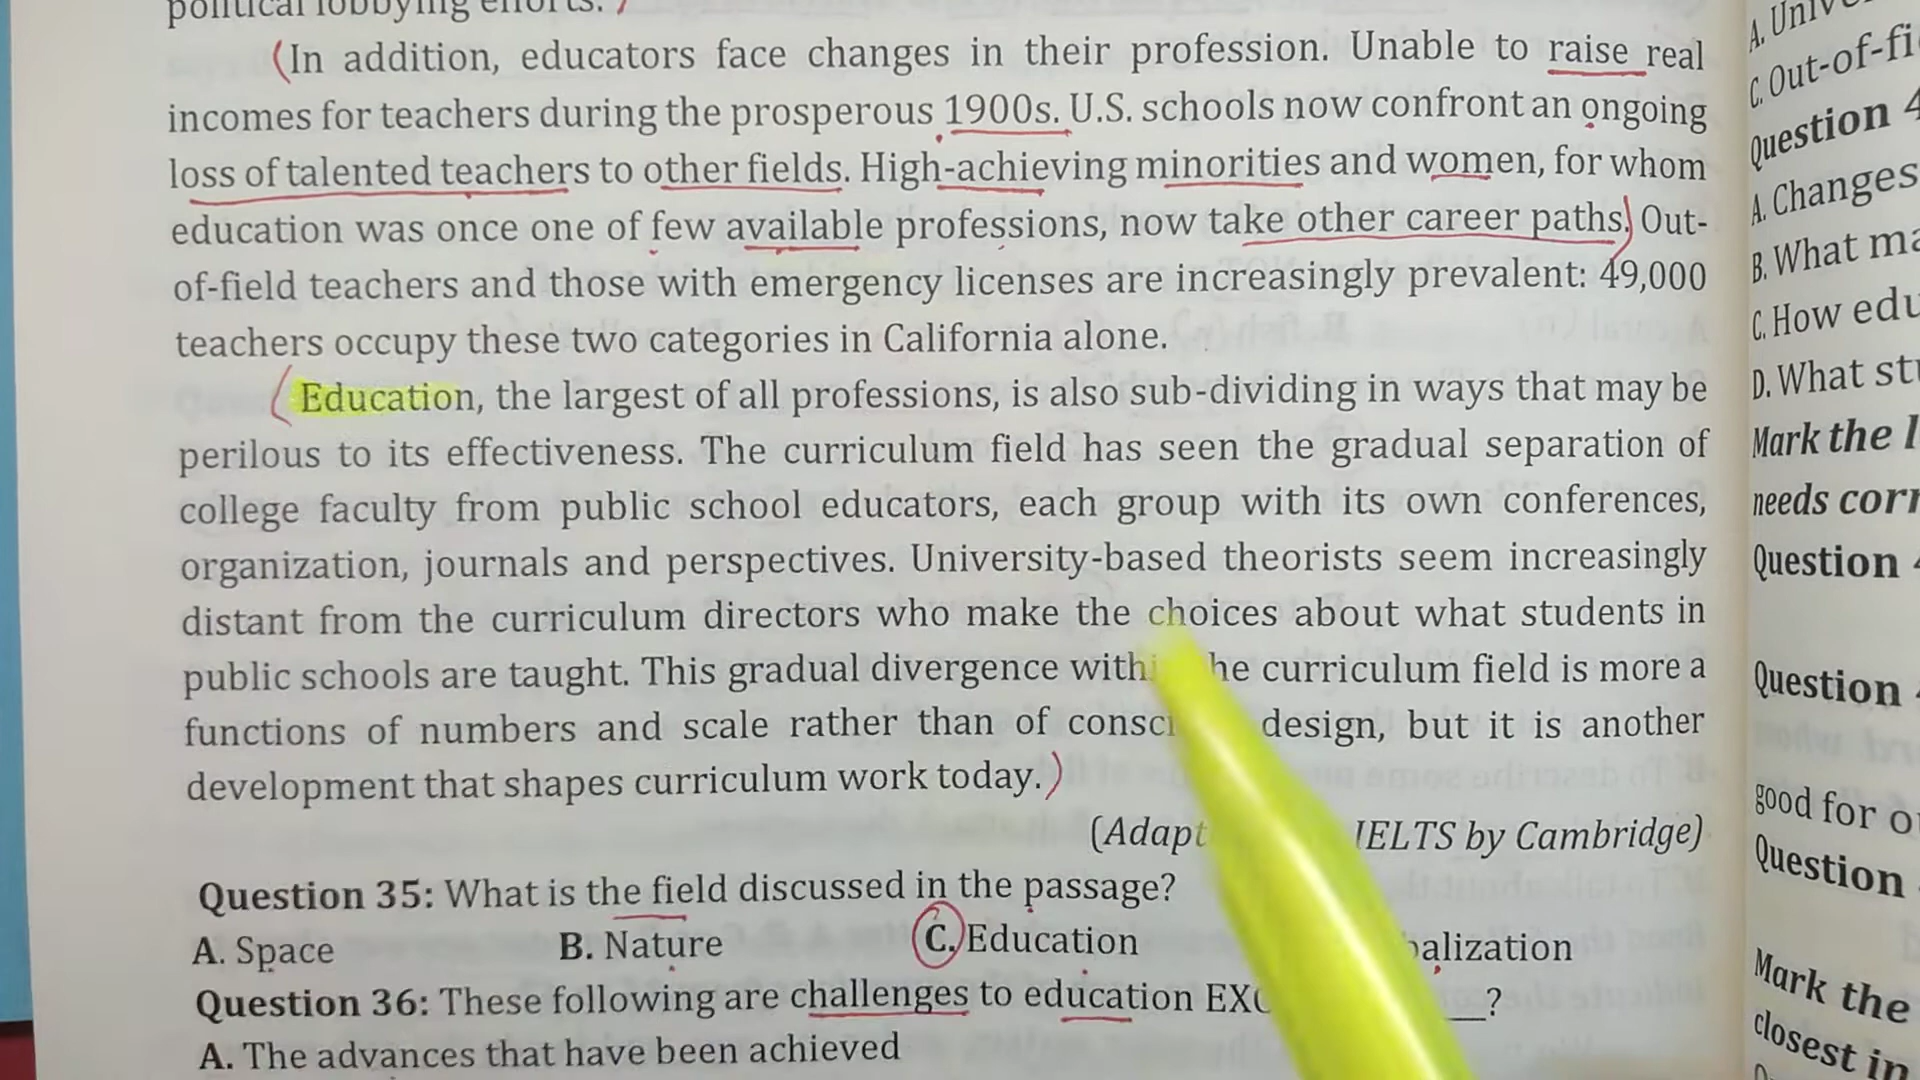 political lobbying efforts.
In addition, educators face changes in their profession. Unable to raise real
incomes for teachers during the prosperous 1900s. U.S. schools now confront an ongoing
loss of talented teachers to other fields. High-achieving minorities and women, for whom
education was once one of few available professions, now take other career paths. Out-
of-field teachers and those with emergency licenses are increasingly prevalent: 49,000
teachers occupy these two categories in California alone.
Education, the largest of all professions, is also sub-dividing in ways that may be
perilous to its effectiveness. The curriculum field has seen the gradual separation of
college faculty from public school educators, each group with its own conferences,
organization, journals and perspectives. University-based theorists seem increasingly
distant from the curriculum directors who make the choices about what students in
public schools are taught. This gradual divergence curriculum field is more a
functions of numbers and scale rather than of design, but it is another
development that shapes curriculum work today.
IELTS by Cambridge)
Question 35: What is the field discussed in the passage?
A. Space B. Nature C. Education
Question 36: These following are challenges to education ___?
A. The advances that have been achieved
A.
C. Out-of-fi
Question 4
A. Changes
B. What
C. How
D. What
Mark the
needs
Question
Question
good for
Question
Mark the
closest in